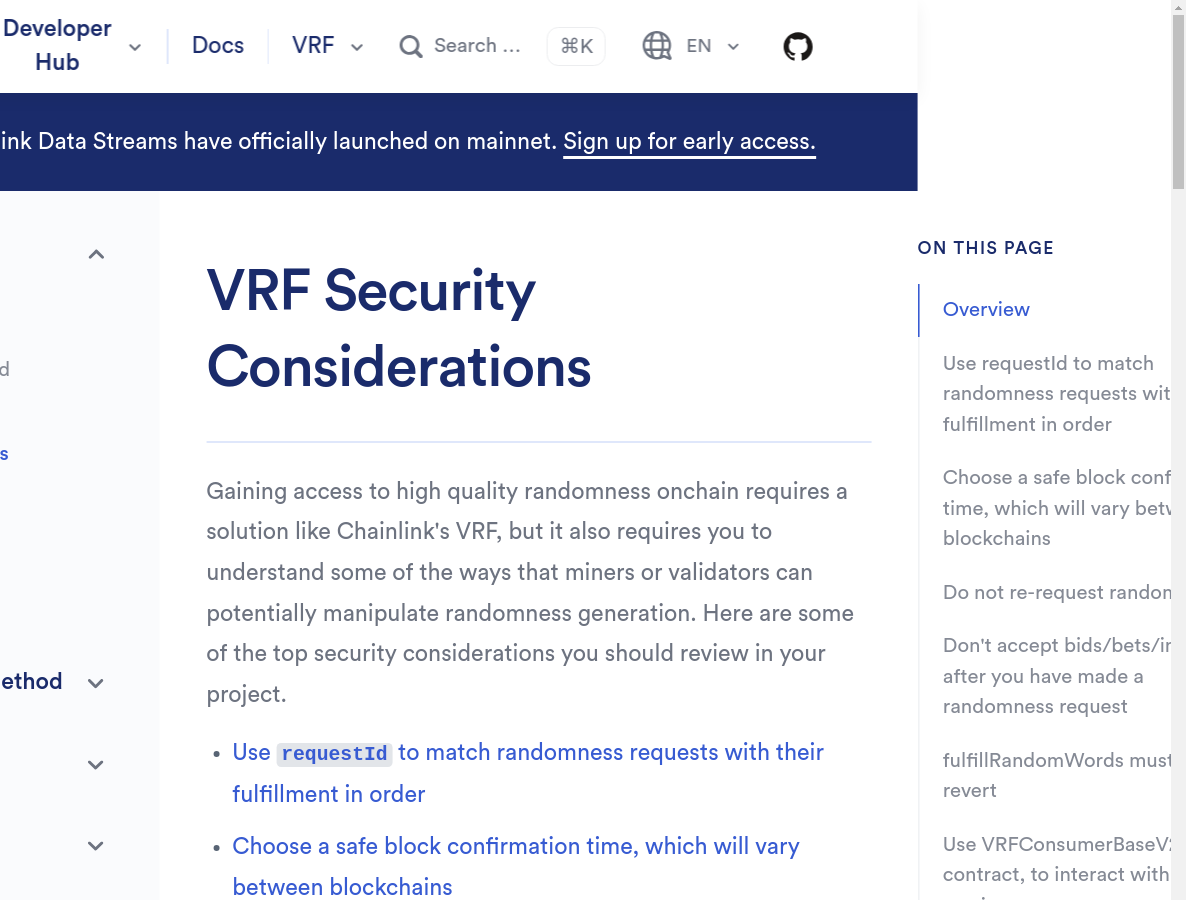 Developer
Hub
Docs
VRF
Search ...
⌘K
EN
ink Data Streams have officially launched on mainnet. Sign up for early access.
d
s
ethod
VRF Security
Considerations
Gaining access to high quality randomness onchain requires a
solution like Chainlink's VRF, but it also requires you to
understand some of the ways that miners or validators can
potentially manipulate randomness generation. Here are some
of the top security considerations you should review in your
project.
Use requestId to match randomness requests with their
fulfillment in order
Choose a safe block confirmation time, which will vary
between blockchains
ON THIS PAGE
Overview
Use requestId to match
randomness requests wit
fulfillment in order
Choose a safe block conf
time, which will vary betw
blockchains
Do not re-request randon
Don't accept bids/bets/in
after you have made a
randomness request
fulfillRandomWords must
revert
Use VRFConsumerBaseV2
contract, to interact with